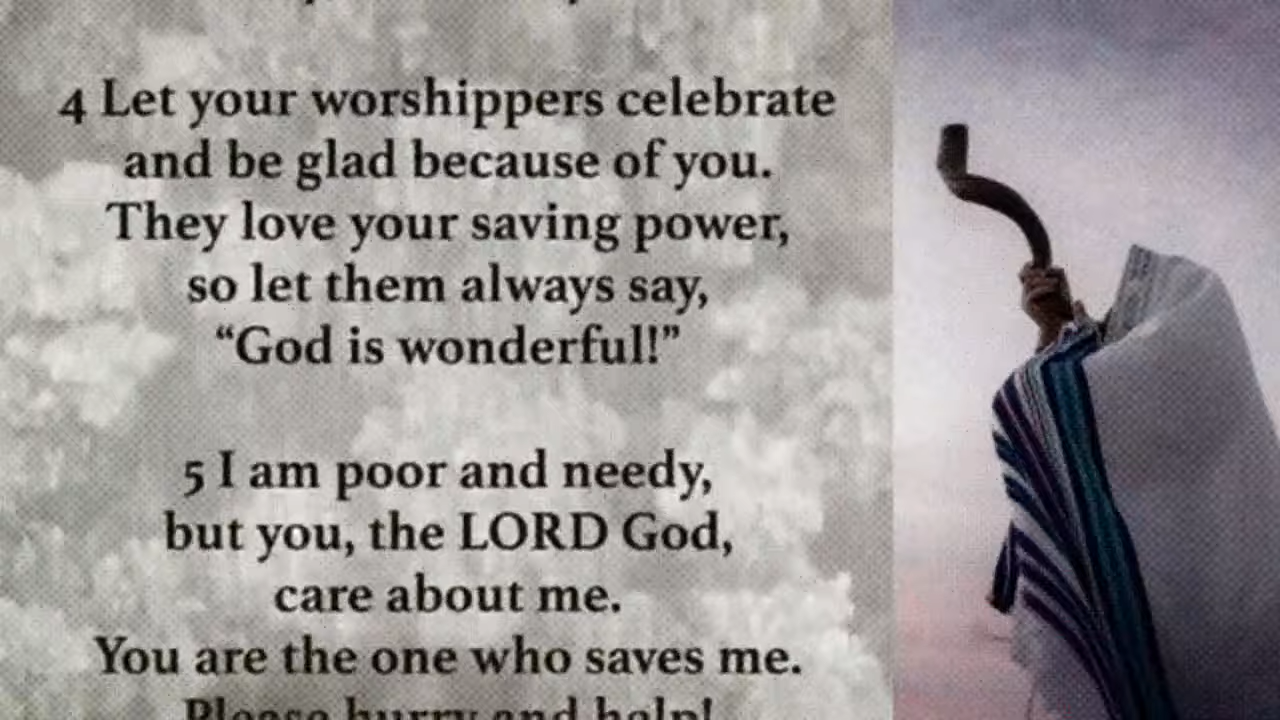 4 Let your worshippers celebrate
and be glad because of you.
They love your saving power,
so let them always say,
“God is wonderful!”
5 I am poor and needy,
but you, the LORD God,
care about me.
You are the one who saves me.
Please hurry and help!